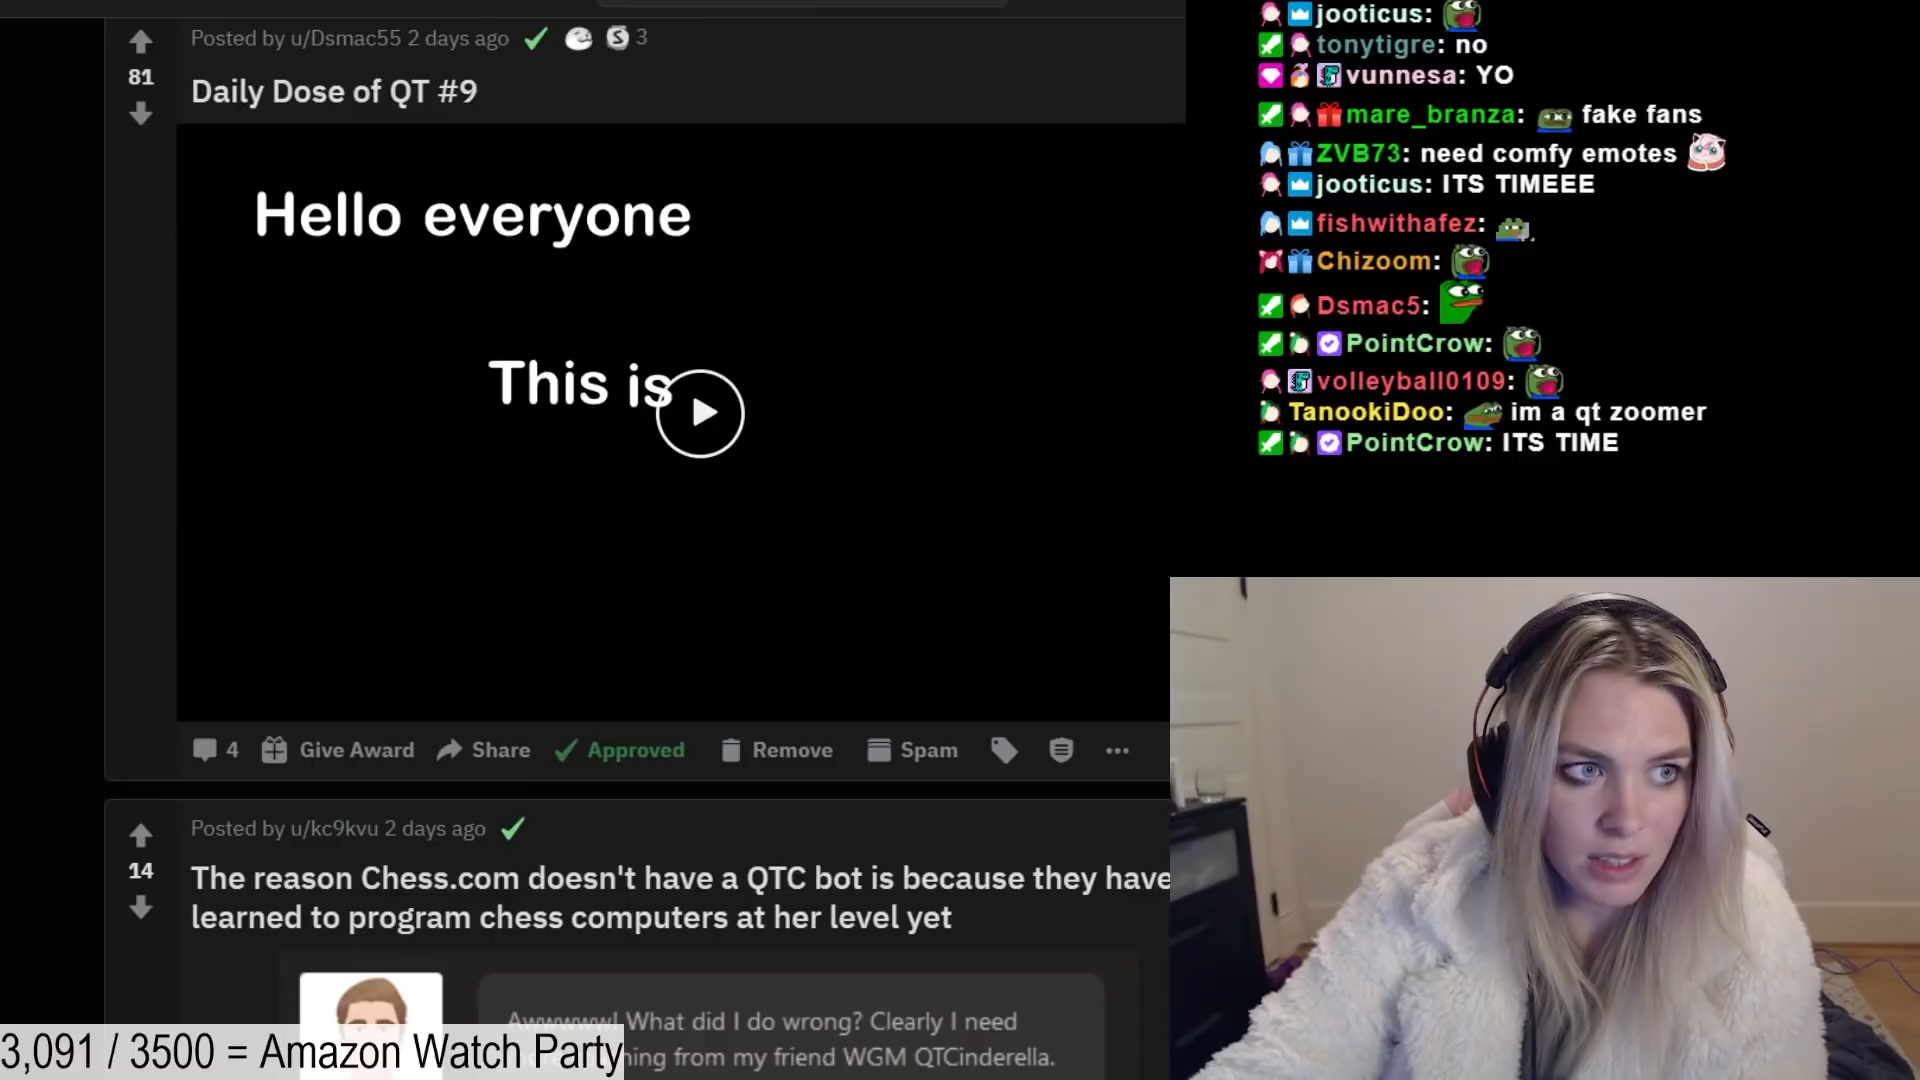 Posted by u/Dsmac55 2 days ago 3
81
Daily Dose of QT #9
Hello everyone
This is
4 Give Award Share Approved Remove Spam
Posted by u/kc9kvu 2 days ago
14
The reason Chess.com doesn't have a QTC bot is because they have
learned to program chess computers at her level yet
Awwwww! What did I do wrong? Clearly I need
from my friend WGM QTCinderella.
3,091 / 3500 = Amazon Watch Party
jooticus:
tonytigre: no
vunnesa: YO
mare_branza: fake fans
ZVB73: need comfy emotes
jooticus: ITS TIMEEE
fishwithafez:
Chizoom:
Dsmac5:
PointCrow:
volleyball0109:
TanookiDoo: im a qt zoomer
PointCrow: ITS TIME